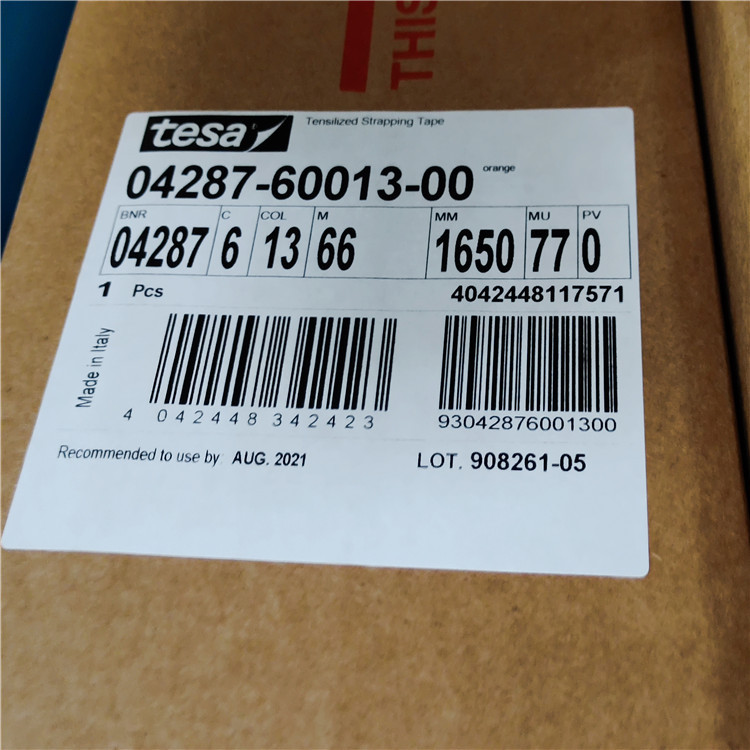 THIS
tesa
Tensilized Strapping Tape
04287-60013-00 orange
BNR C COL M MM MU PV
04287 6 13 66 1650 77 0
1 Pcs 4042448117571
Made in Italy
4 042448 342423
93042876001300
Recommended to use by AUG. 2021
LOT. 908261-05